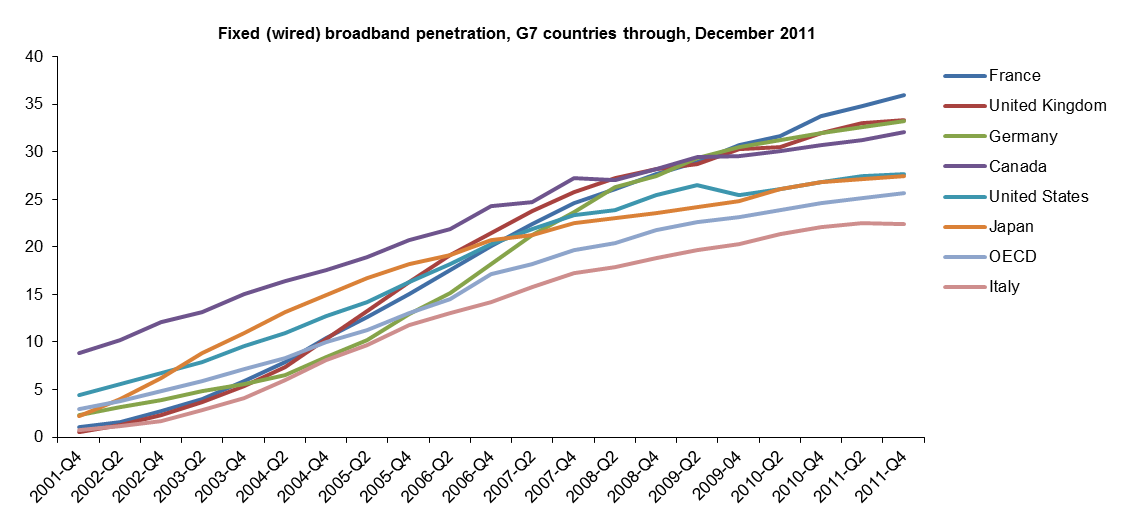 Fixed (wired) broadband penetration, G7 countries through, December 2011
40
35
30
25
20
15
10
5
0
France
United Kingdom
Germany
Canada
United States
Japan
OECD
Italy
2001-Q4
2002-Q2
2002-Q4
2003-Q2
2003-Q4
2004-Q2
2004-Q4
2005-Q2
2005-Q4
2006-Q2
2006-Q4
2007-Q2
2007-Q4
2008-Q2
2008-Q4
2009-Q2
2009-04
2010-Q2
2010-Q4
2011-Q2
2011-Q4